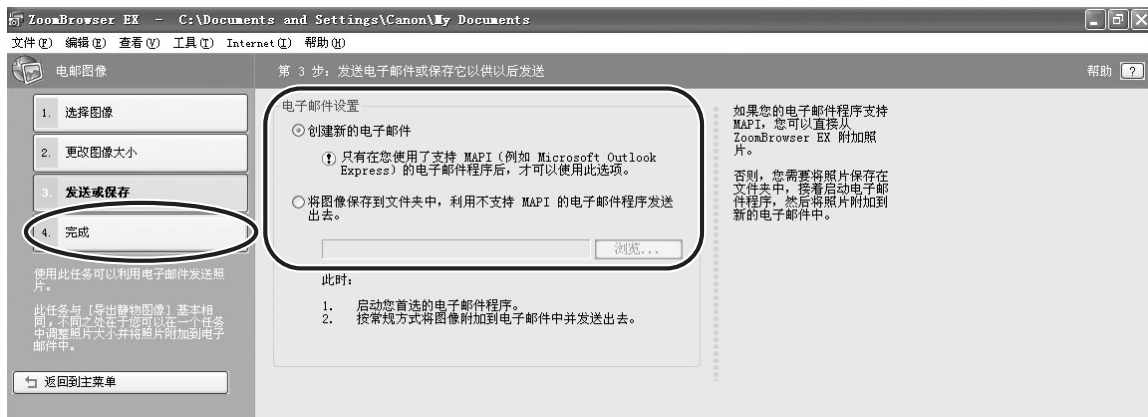 ZoomBrowser EX - C:\Documents and Settings\Canon\My Documents
文件(F) 编辑(E) 查看(V) 工具(T) Internet(I) 帮助(H)
电邮图像
第 3 步: 发送电子邮件或保存它以供以后发送
帮助 ?
1. 选择图像
2. 更改图像大小
3. 发送或保存
4. 完成
使用此任务可以利用电子邮件发送照
片。
此任务与 [导出静物图像] 基本相
同，不同之处在于您可以在一个任务
中调整照片大小并将照片附加到电子
邮件中。
返回到主菜单
电子邮件设置
创建新的电子邮件
只有在您使用了支持 MAPI (例如 Microsoft Outlook
Express) 的电子邮件程序后，才可以使用此选项。
将图像保存到文件夹中，利用不支持 MAPI 的电子邮件程序发送
出去。
浏览...
此时:
1. 启动您首选的电子邮件程序。
2. 按常规方式将图像附加到电子邮件中并发送出去。
如果您的电子邮件程序支持
MAPI，您可以直接从
ZoomBrowser EX 附加照
片。
否则，您需要将照片保存在
文件夹中，接着启动电子邮
件程序，然后将照片附加到
新的电子邮件中。